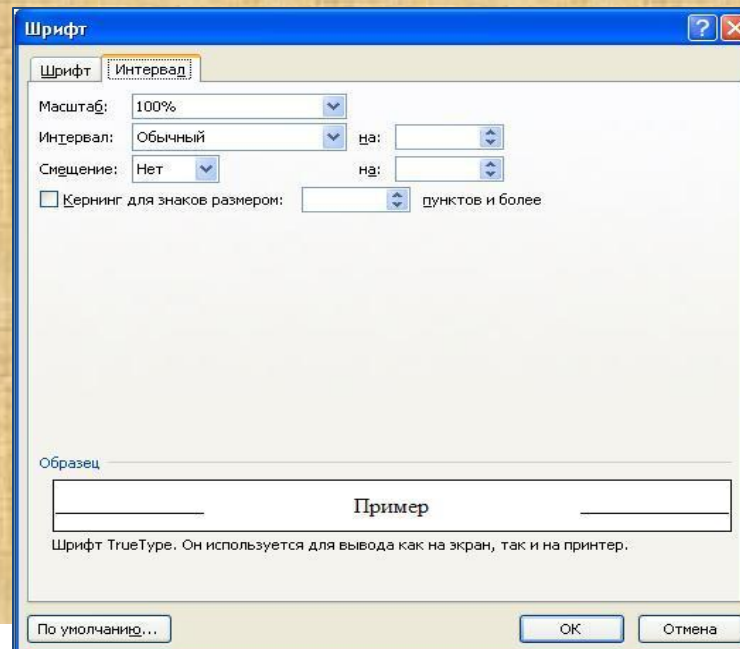 Шрифт
Шрифт Интервал
Масштаб: 100%
Интервал: Обычный на:
Смещение: Нет на:
Кернинг для знаков размером: пунктов и более
Образец
Пример
Шрифт TrueType. Он используется для вывода как на экран, так и на принтер.
По умолчанию... ОК Отмена